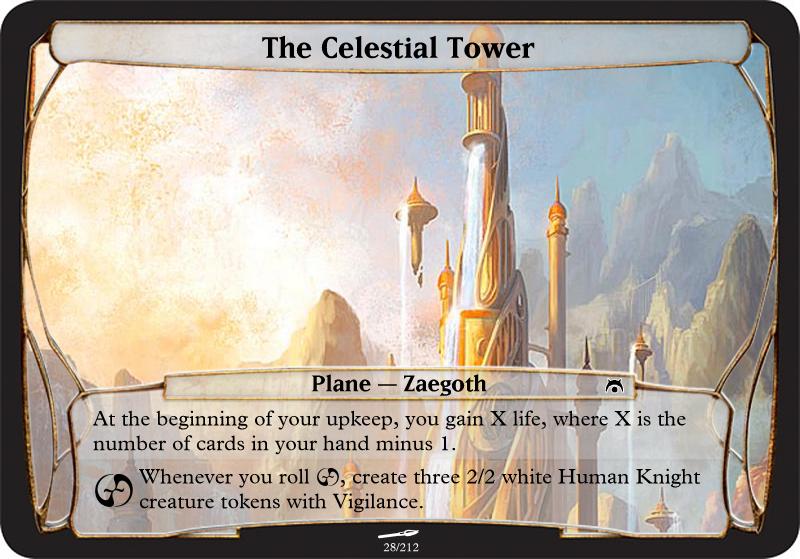 The Celestial Tower
Plane — Zaegoth
At the beginning of your upkeep, you gain X life, where X is the
number of cards in your hand minus 1.
Whenever you roll , create three 2/2 white Human Knight
creature tokens with Vigilance.
28/212